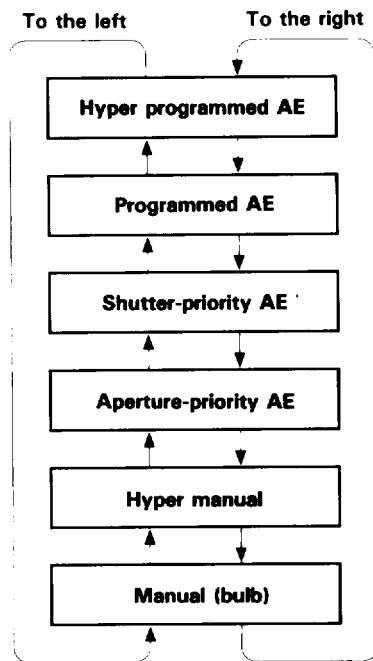 To the left
To the right
Hyper programmed AE
Programmed AE
Shutter-priority AE
Aperture-priority AE
Hyper manual
Manual (bulb)